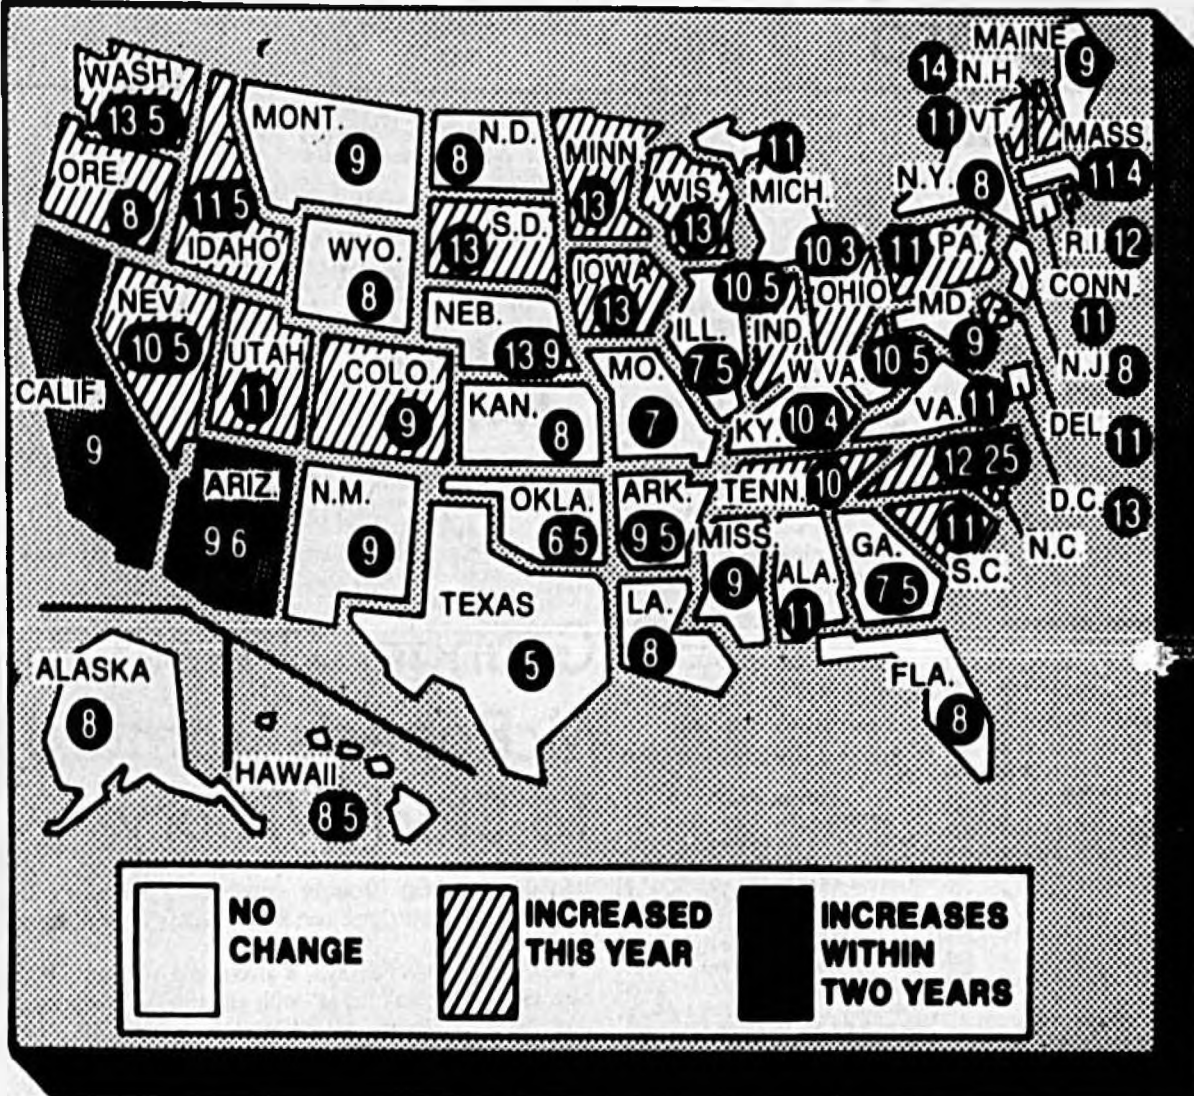 MAINE
9
14 N.H.
11 VT.
MASS.
11 4
N.Y. 8
R.I. 12
CONN.
11
N.J. 8
DEL.
11
D.C. 13
N.C.
12 25
S.C.
11
WASH.
13 5
ORE.
8
IDAHO
11 5
MONT.
9
N.D.
8
MINN.
13
WIS.
13
MICH.
11
S.D.
13
WYO.
8
IOWA
13
NEB.
13 9
NEV.
10 5
UTAH
11
COLO.
9
KAN.
8
MO.
7
ILL.
7 5
IND.
10 5
OHIO
10 3
PA.
11
MD.
9
W.VA.
10 5
VA. 11
KY. 10 4
TENN. 10
CALIF.
9
ARIZ.
9 6
N.M.
9
OKLA.
6 5
ARK.
9 5
MISS.
9
ALA.
11
GA.
7 5
TEXAS
5
LA.
8
FLA.
8
ALASKA
8
HAWAII
8 5
NO
CHANGE
INCREASED
THIS YEAR
INCREASES
WITHIN
TWO YEARS